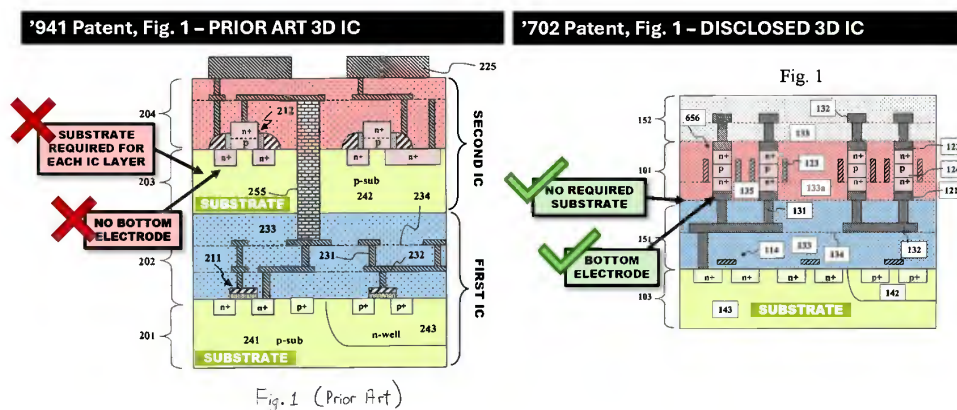 '941 Patent, Fig. 1 – PRIOR ART 3D IC
225
204
212
SUBSTRATE
REQUIRED FOR
EACH IC LAYER
n+
p
n+
p
n+
n+
n+
n+
255
p-sub
203
SUBSTRATE
242
234
NO BOTTOM
ELECTRODE
SECOND IC
233
202
211
231
232
FIRST IC
n+
n+
p+
p+
p+
201
241
p-sub
n-well
243
SUBSTRATE
Fig. 1 (Prior Art)
'702 Patent, Fig. 1 – DISCLOSED 3D IC
Fig. 1
132
152
656
133
n+
n+
n+
n+
122
101
p
p
123
p
p
124
n+
n+
n+
n+
135
133a
121
NO REQUIRED
SUBSTRATE
131
151
BOTTOM
ELECTRODE
114
133
134
132
n+
n+
n+
n+
p+
p+
103
142
143
SUBSTRATE